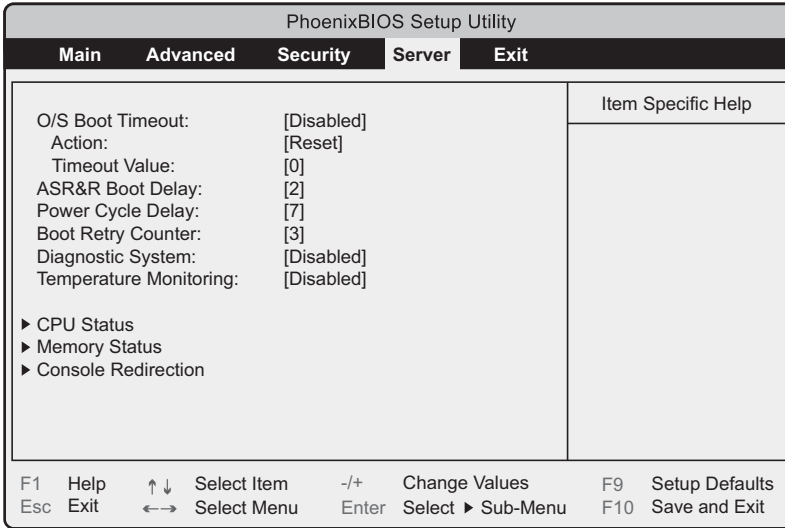 PhoenixBIOS Setup Utility
Main Advanced Security Server Exit
Item Specific Help
O/S Boot Timeout: [Disabled]
Action: [Reset]
Timeout Value: [0]
ASR&R Boot Delay: [2]
Power Cycle Delay: [7]
Boot Retry Counter: [3]
Diagnostic System: [Disabled]
Temperature Monitoring: [Disabled]
▶ CPU Status
▶ Memory Status
▶ Console Redirection
F1 Help ↑↓ Select Item -/+ Change Values F9 Setup Defaults
Esc Exit ←→ Select Menu Enter Select ▶ Sub-Menu F10 Save and Exit